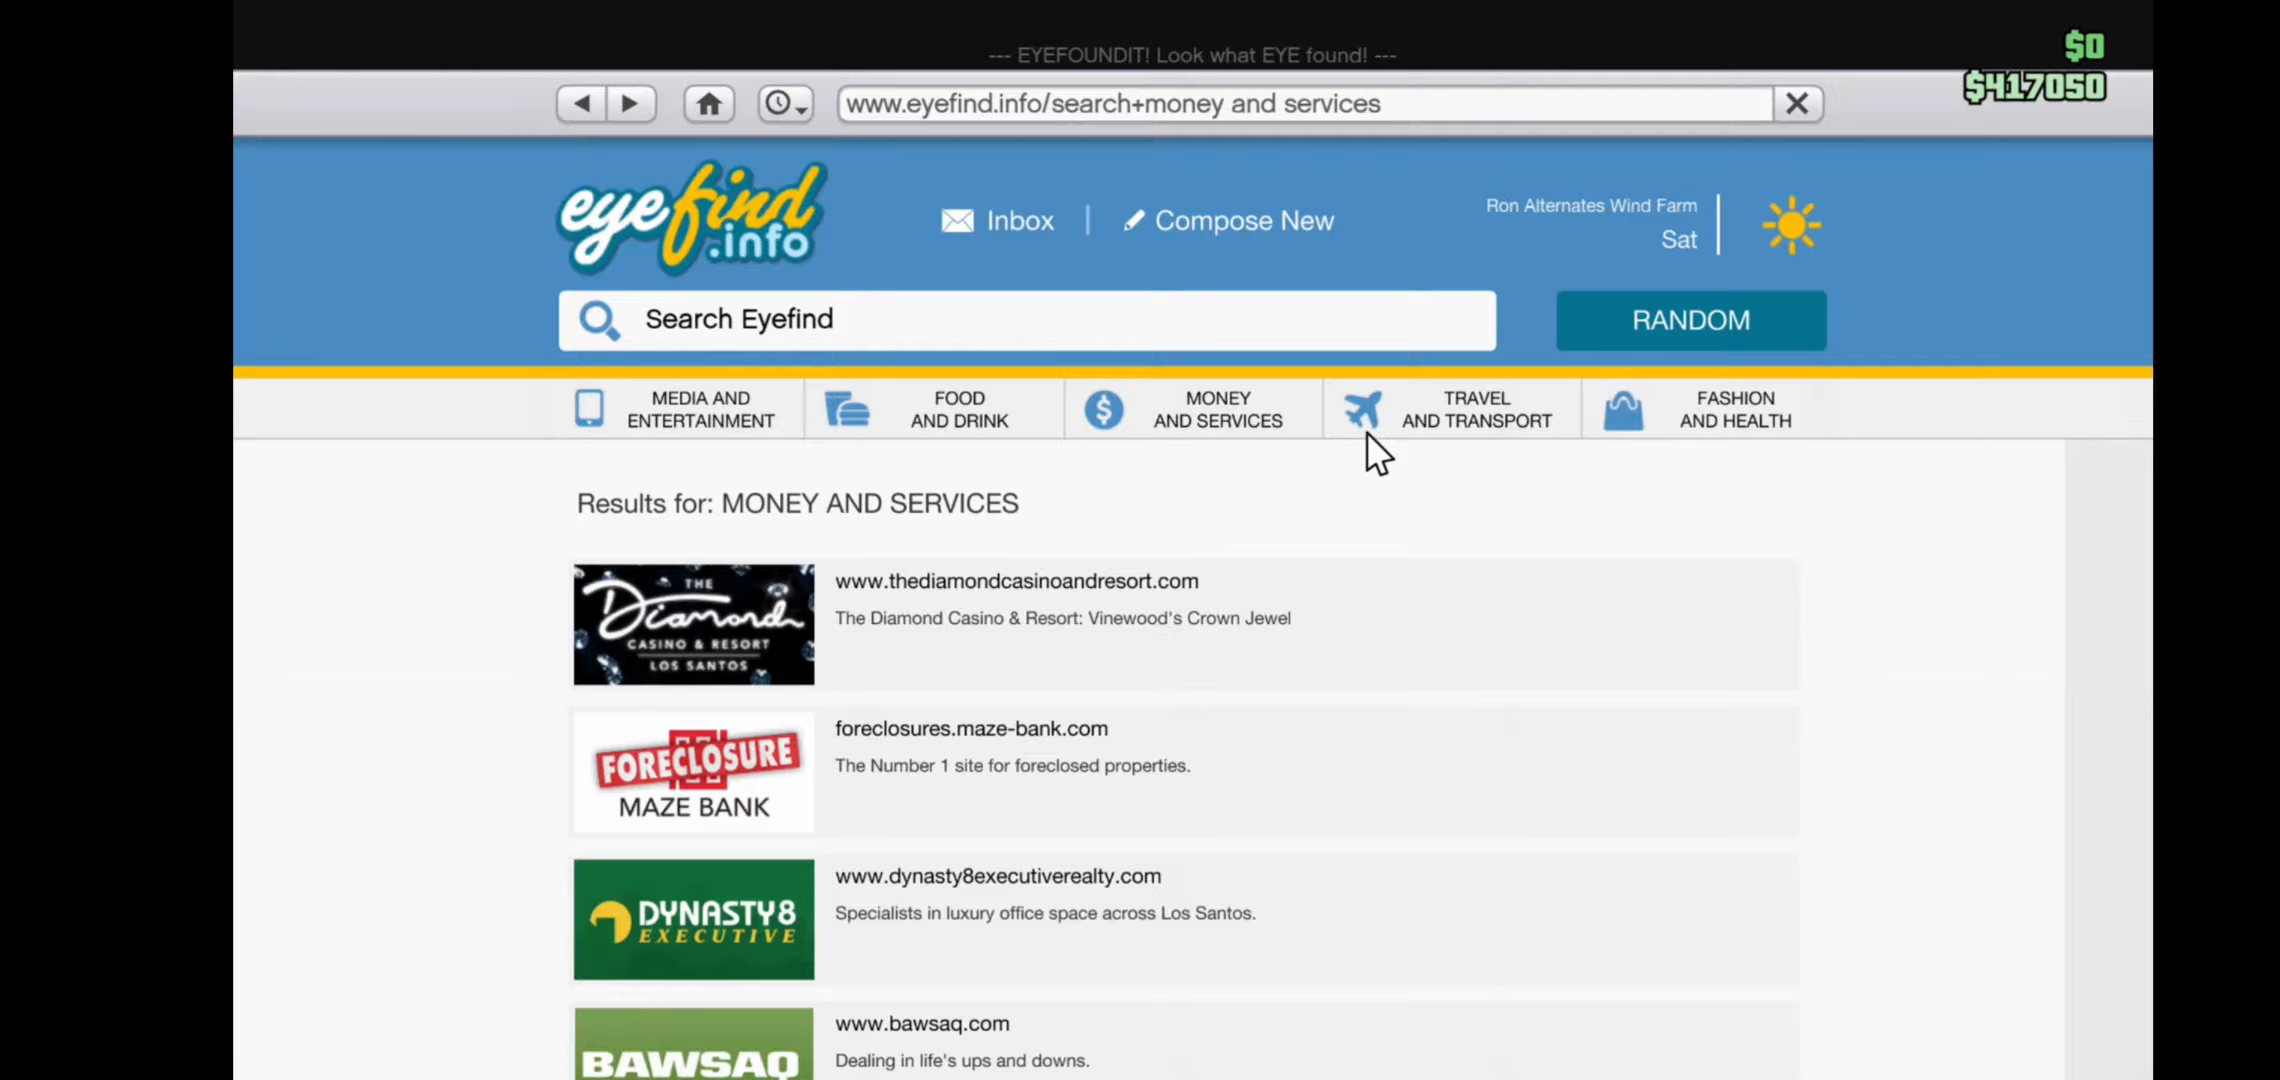 --- EYEFOUNDIT! Look what EYE found! ---
$0
$417050
www.eyefind.info/search+money and services
eyefind
.info
Inbox
Compose New
Ron Alternates Wind Farm
Sat
Search Eyefind
RANDOM
MEDIA AND
ENTERTAINMENT
FOOD
AND DRINK
MONEY
AND SERVICES
TRAVEL
AND TRANSPORT
FASHION
AND HEALTH
Results for: MONEY AND SERVICES
THE
Diamond
CASINO & RESORT
LOS SANTOS
www.thediamondcasinoandresort.com
The Diamond Casino & Resort: Vinewood's Crown Jewel
FORECLOSURE
MAZE BANK
foreclosures.maze-bank.com
The Number 1 site for foreclosed properties.
DYNASTY8
EXECUTIVE
www.dynasty8executiverealty.com
Specialists in luxury office space across Los Santos.
BAWSAQ
www.bawsaq.com
Dealing in life's ups and downs.